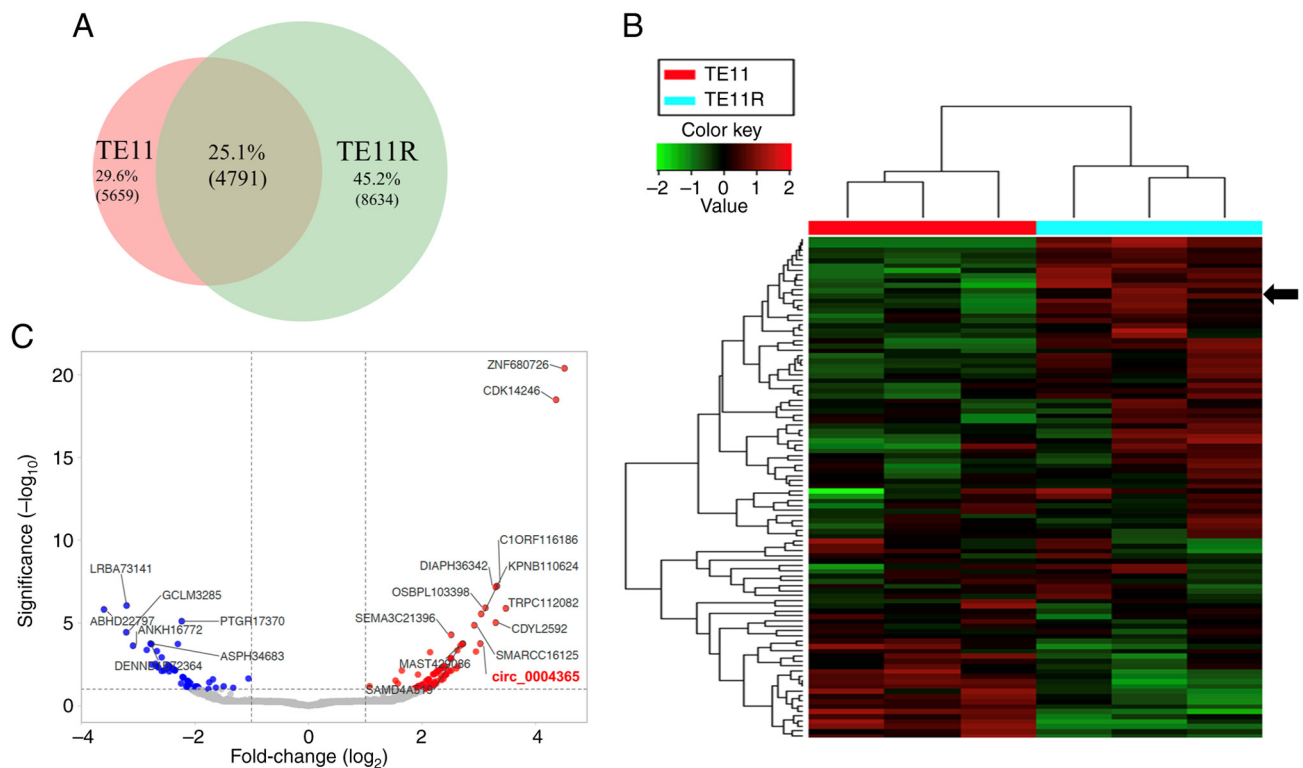 A
TE11
29.6%
(5659)
25.1%
(4791)
TE11R
45.2%
(8634)
B
TE11
TE11R
Color key
−2 −1 0 1 2
Value
C
Significance (−log10)
20
15
10
5
0
−4 −2 0 2 4
Fold-change (log2)
ZNF680726
CDK14246
C1ORF116186
DIAPH36342
KPNB110624
OSBPL103398
TRPC112082
SEMA3C21396
CDYL2592
SMARCC16125
MAST429086
circ_0004365
SAMD4A519
LRBA73141
GCLM3285
ABHD22797
PTGR17370
ANKH16772
ASPH34683